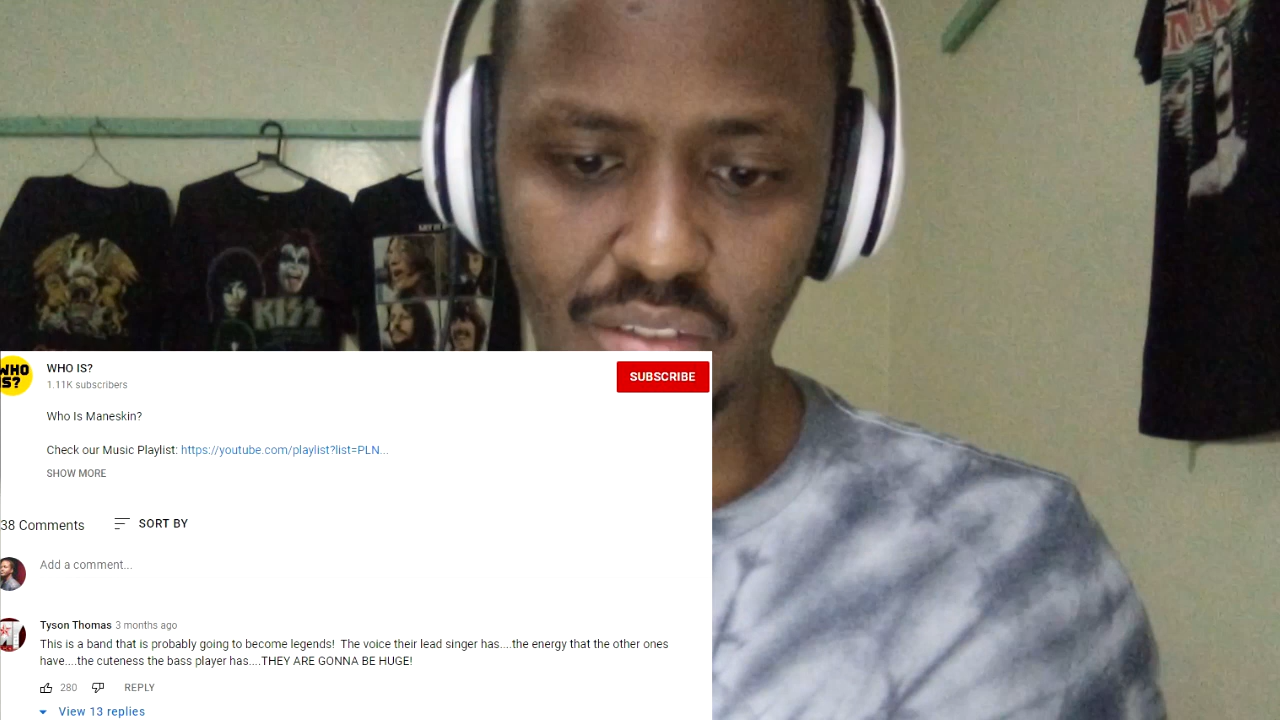 KISS
LET IT
WHO
IS?
WHO IS?
1.11K subscribers
SUBSCRIBE
Who Is Maneskin?
Check our Music Playlist: https://youtube.com/playlist?list=PLN...
SHOW MORE
38 Comments
SORT BY
Add a comment...
Tyson Thomas 3 months ago
This is a band that is probably going to become legends!  The voice their lead singer has....the energy that the other ones
have....the cuteness the bass player has....THEY ARE GONNA BE HUGE!
280
REPLY
View 13 replies